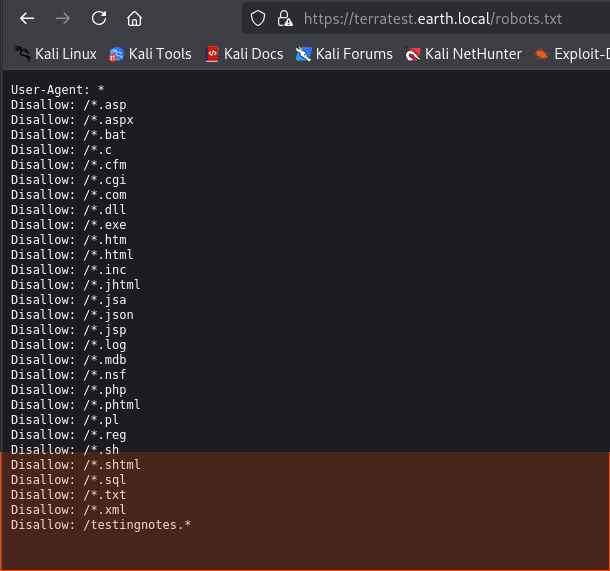 https://terratest.earth.local/robots.txt
Kali Linux Kali Tools Kali Docs Kali Forums Kali NetHunter Exploit-
User-Agent: *
Disallow: /*.asp
Disallow: /*.aspx
Disallow: /*.bat
Disallow: /*.c
Disallow: /*.cfm
Disallow: /*.cgi
Disallow: /*.com
Disallow: /*.dll
Disallow: /*.exe
Disallow: /*.htm
Disallow: /*.html
Disallow: /*.inc
Disallow: /*.jhtml
Disallow: /*.jsa
Disallow: /*.json
Disallow: /*.jsp
Disallow: /*.log
Disallow: /*.mdb
Disallow: /*.nsf
Disallow: /*.php
Disallow: /*.phtml
Disallow: /*.pl
Disallow: /*.reg
Disallow: /*.sh
Disallow: /*.shtml
Disallow: /*.sql
Disallow: /*.txt
Disallow: /*.xml
Disallow: /testingnotes.*